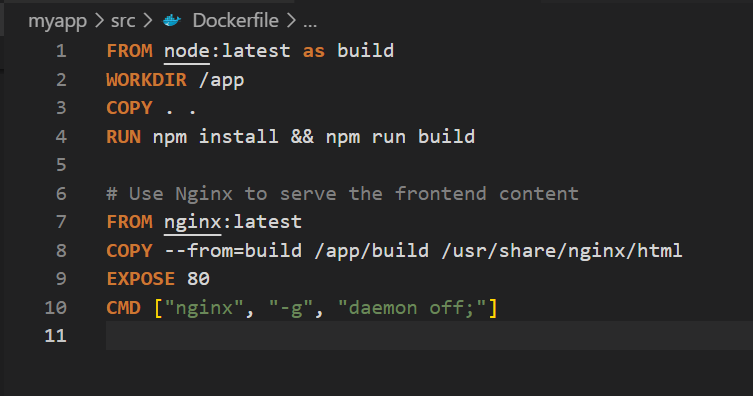 myapp > src > Dockerfile > ...
1 FROM node:latest as build
2 WORKDIR /app
3 COPY . .
4 RUN npm install && npm run build
5
6 # Use Nginx to serve the frontend content
7 FROM nginx:latest
8 COPY --from=build /app/build /usr/share/nginx/html
9 EXPOSE 80
10 CMD ["nginx", "-g", "daemon off;"]
11